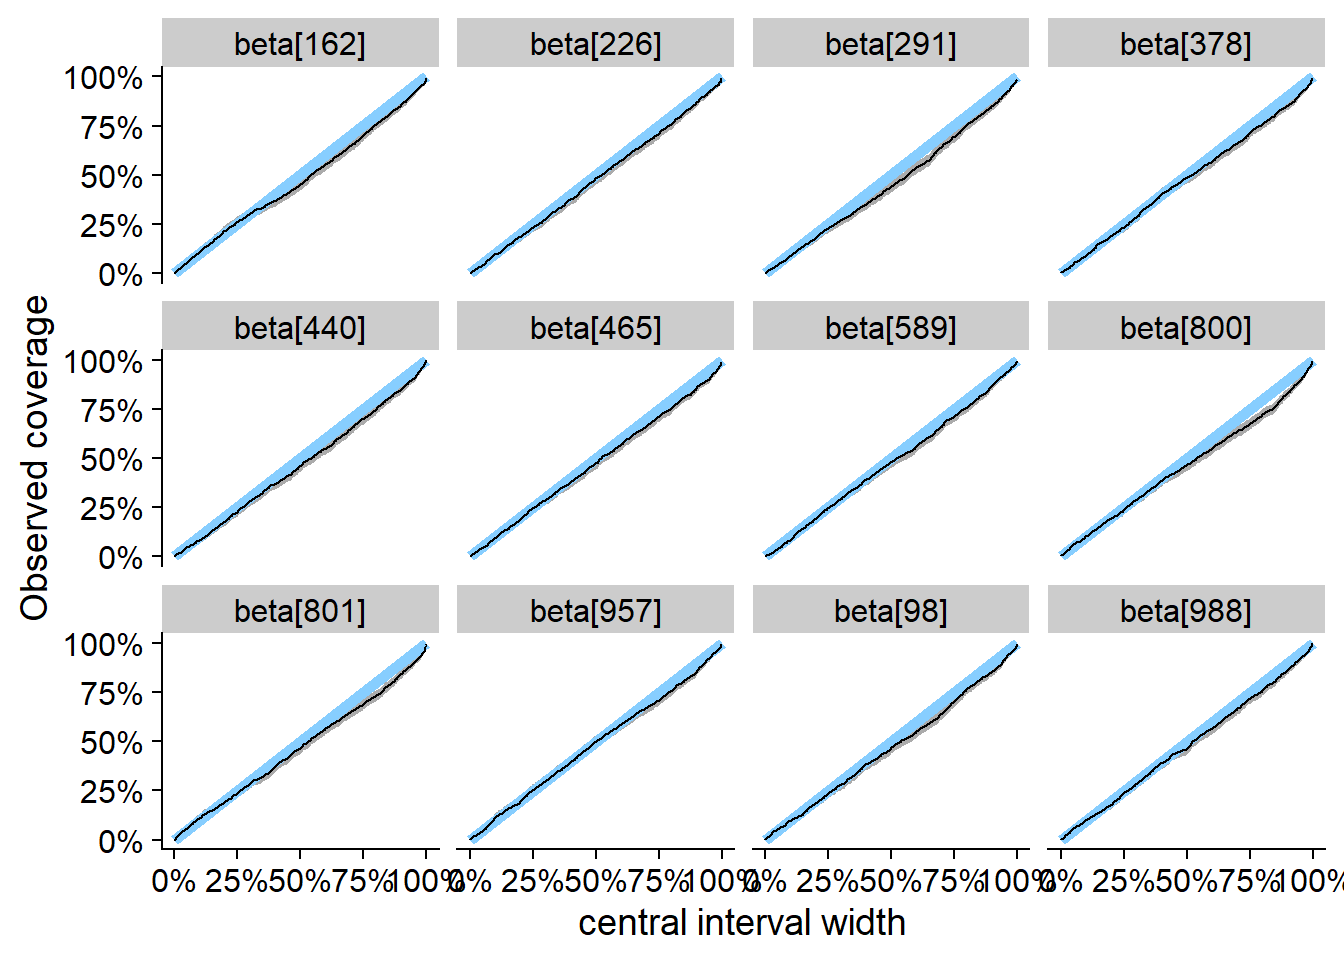 beta[162] beta[226] beta[291] beta[378]
100%
75%
50%
25%
0%
beta[440] beta[465] beta[589] beta[800]
100%
75%
50%
25%
0%
beta[801] beta[957] beta[98] beta[988]
100%
75%
50%
25%
0%
0% 25% 50% 75% 100% 0% 25% 50% 75% 100% 0% 25% 50% 75% 100% 0% 25% 50% 75% 100%
central interval width
Observed coverage